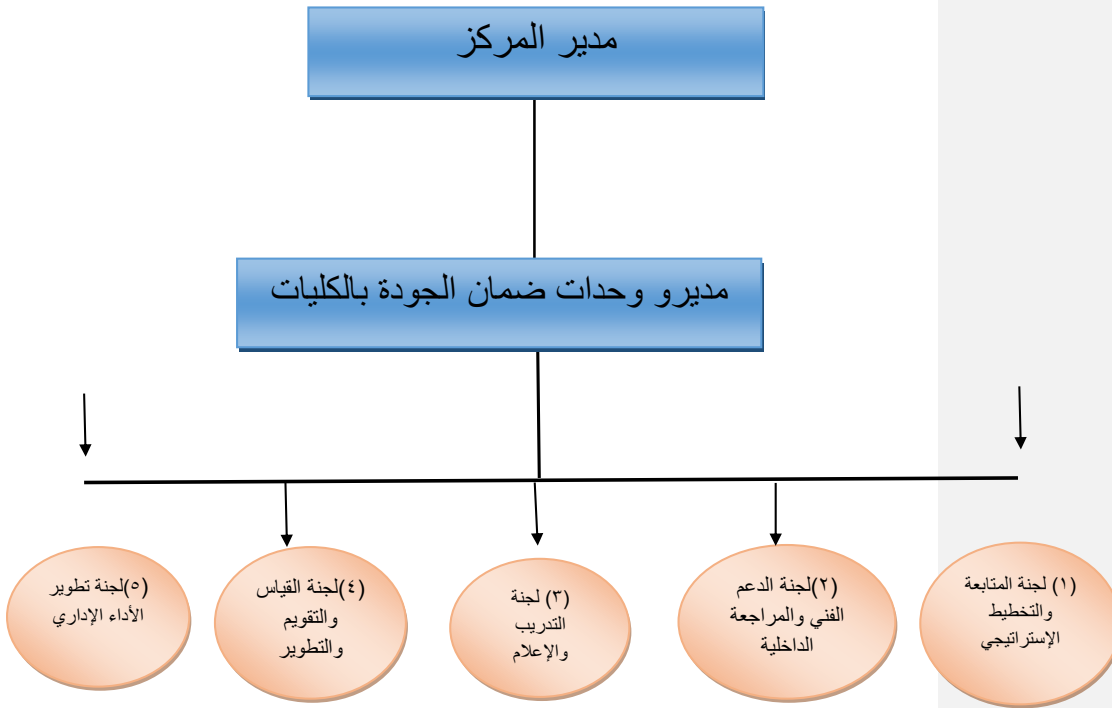 مدير المركز
مديرو وحدات ضمان الجودة بالكليات
(١) لجنة المتابعة
والتخطيط
الإستراتيجي
(٢)لجنة الدعم
الفني والمراجعة
الداخلية
(٣) لجنة
التدريب
والإعلام
(٤)لجنة القياس
والتقويم
والتطوير
(٥)لجنة تطوير
الأداء الإداري